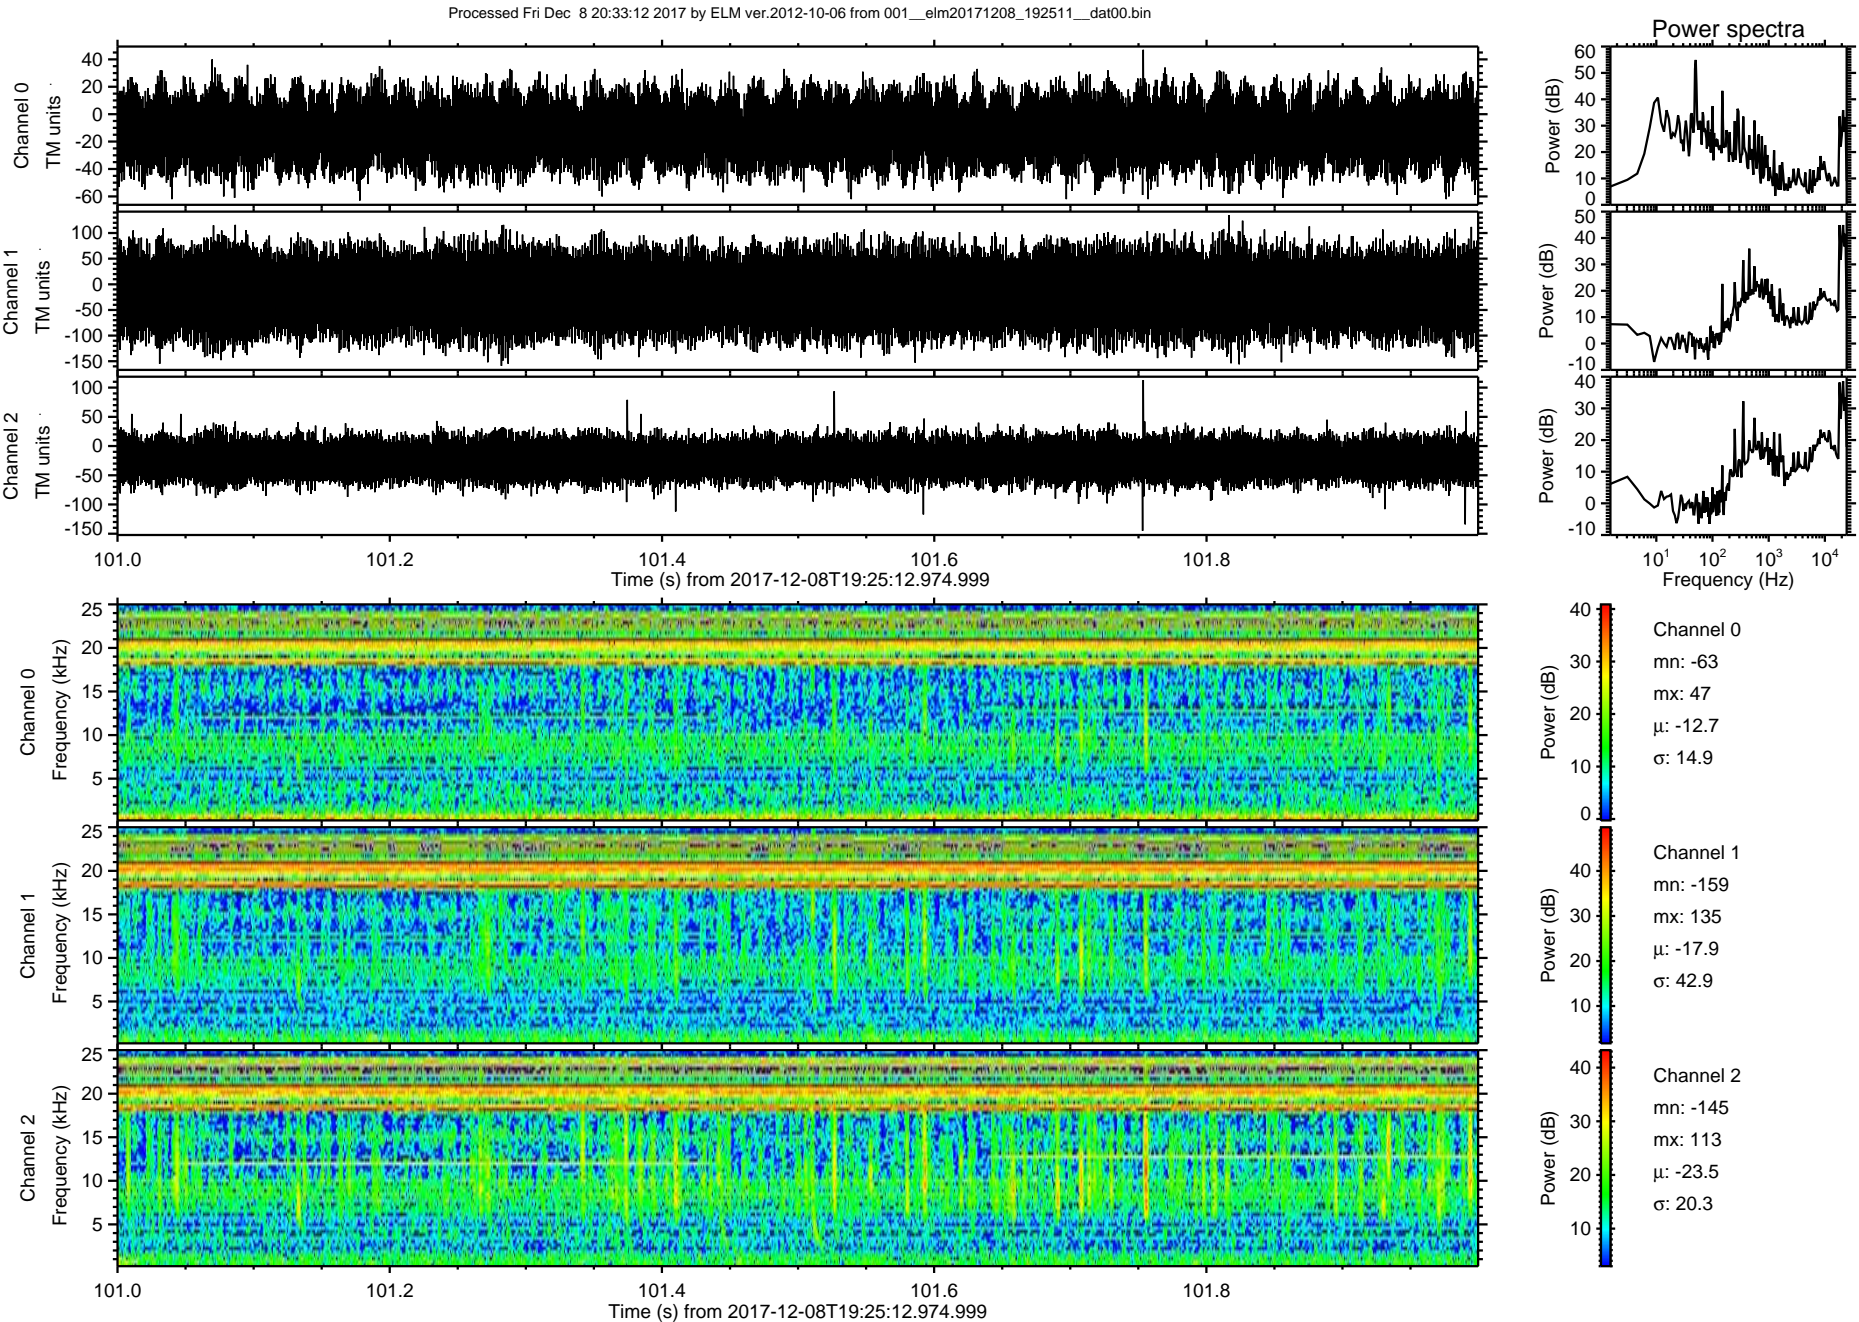 Processed Fri Dec  8 20:33:12 2017 by ELM ver.2012-10-06 from 001__elm20171208_192511__dat00.bin
Power spectra
Channel 0
TM units
40
20
0
-20
-40
-60
Power (dB)
60
50
40
30
20
10
0
Channel 1
TM units
100
50
0
-50
-100
-150
Power (dB)
50
40
30
20
10
0
-10
Channel 2
TM units
100
50
0
-50
-100
-150
Power (dB)
40
30
20
10
0
-10
101.0 101.2 101.4 101.6 101.8
Time (s) from 2017-12-08T19:25:12.974.999
10¹ 10² 10³ 10⁴
Frequency (Hz)
Channel 0
Frequency (kHz)
25
20
15
10
5
Power (dB)
40
30
20
10
0
Channel 0
mn: -63
mx: 47
μ: -12.7
σ: 14.9
Channel 1
Frequency (kHz)
25
20
15
10
5
Power (dB)
40
30
20
10
Channel 1
mn: -159
mx: 135
μ: -17.9
σ: 42.9
Channel 2
Frequency (kHz)
25
20
15
10
5
Power (dB)
40
30
20
10
Channel 2
mn: -145
mx: 113
μ: -23.5
σ: 20.3
101.0 101.2 101.4 101.6 101.8
Time (s) from 2017-12-08T19:25:12.974.999